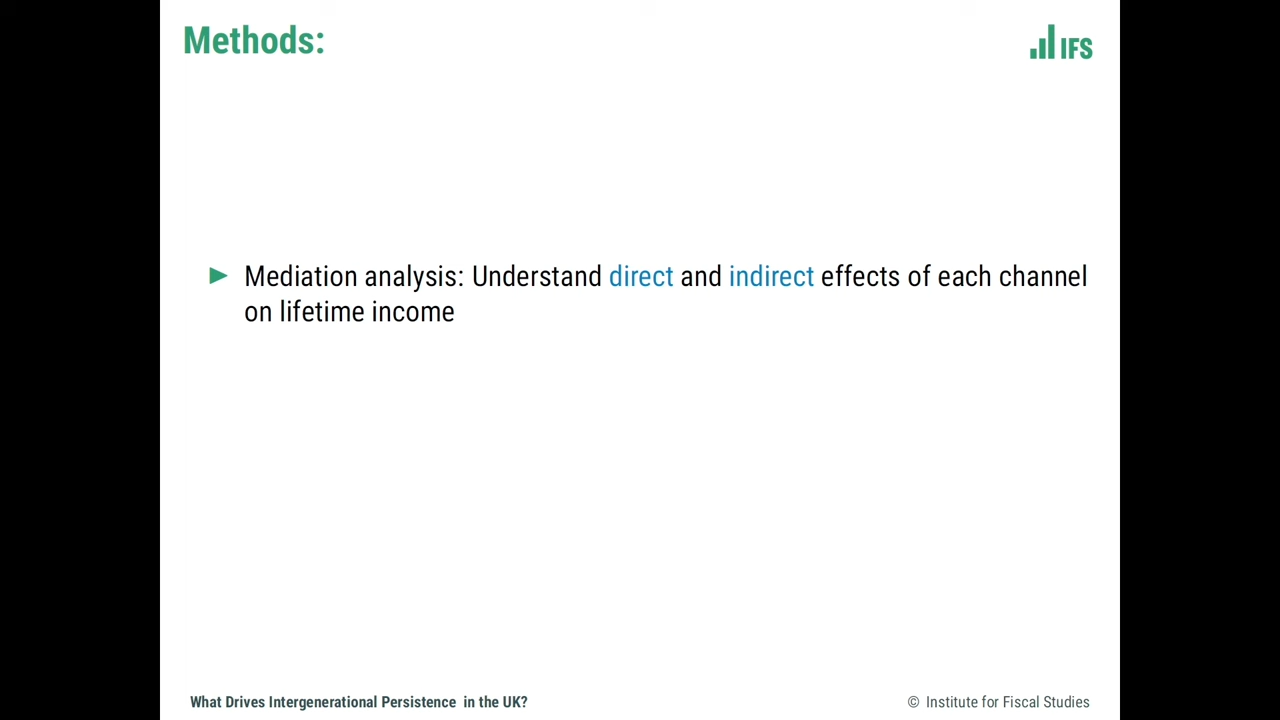 Methods:
IFS
Mediation analysis: Understand direct and indirect effects of each channel
on lifetime income
What Drives Intergenerational Persistence in the UK?
© Institute for Fiscal Studies